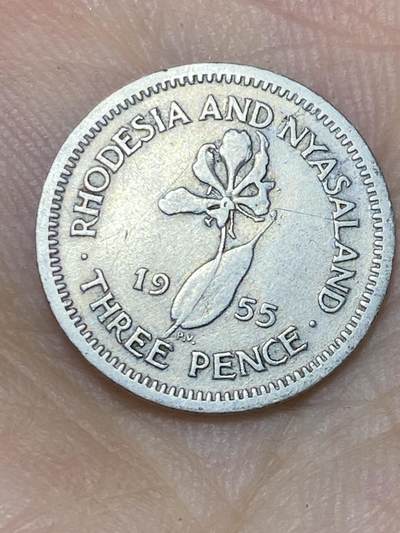 · RHODESIA AND NYASALAND ·
19 55
P.V.
THREE PENCE